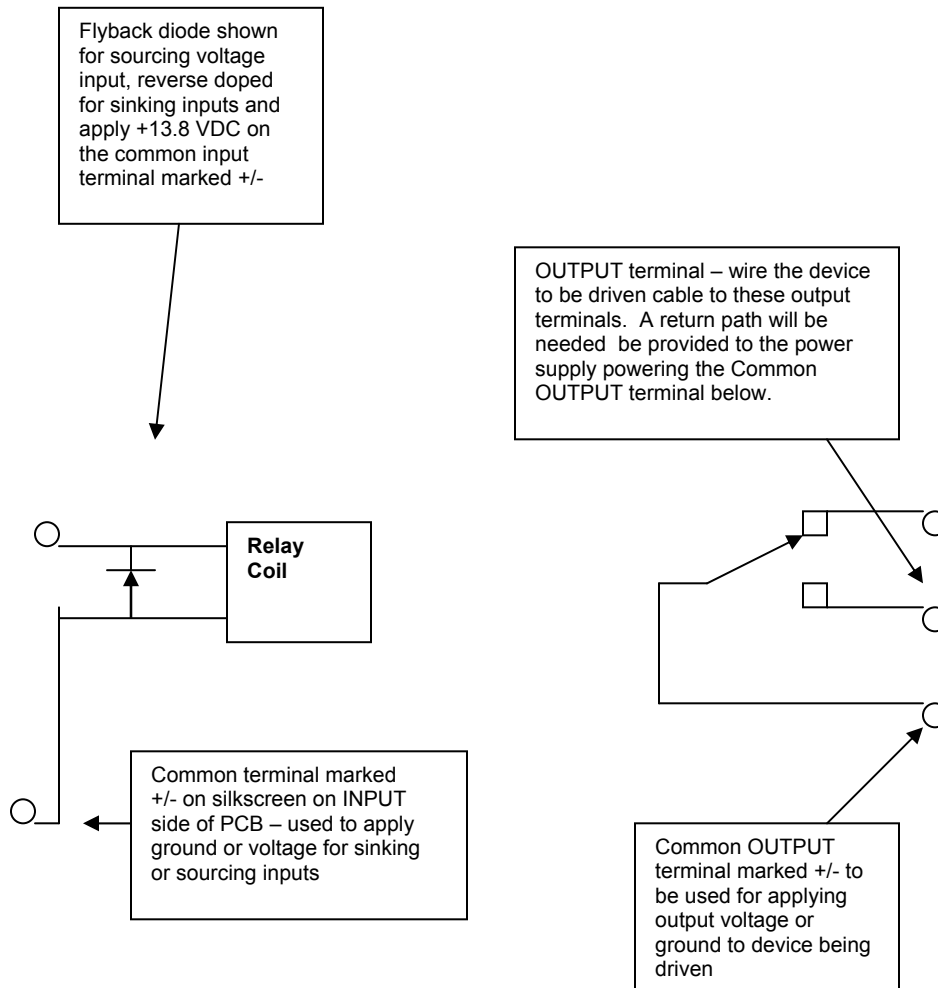 Flyback diode shown
for sourcing voltage
input, reverse doped
for sinking inputs and
apply +13.8 VDC on
the common input
terminal marked +/-
OUTPUT terminal – wire the device
to be driven cable to these output
terminals. A return path will be
needed be provided to the power
supply powering the Common
OUTPUT terminal below.
Relay
Coil
Common terminal marked
+/- on silkscreen on INPUT
side of PCB – used to apply
ground or voltage for sinking
or sourcing inputs
Common OUTPUT
terminal marked +/- to
be used for applying
output voltage or
ground to device being
driven